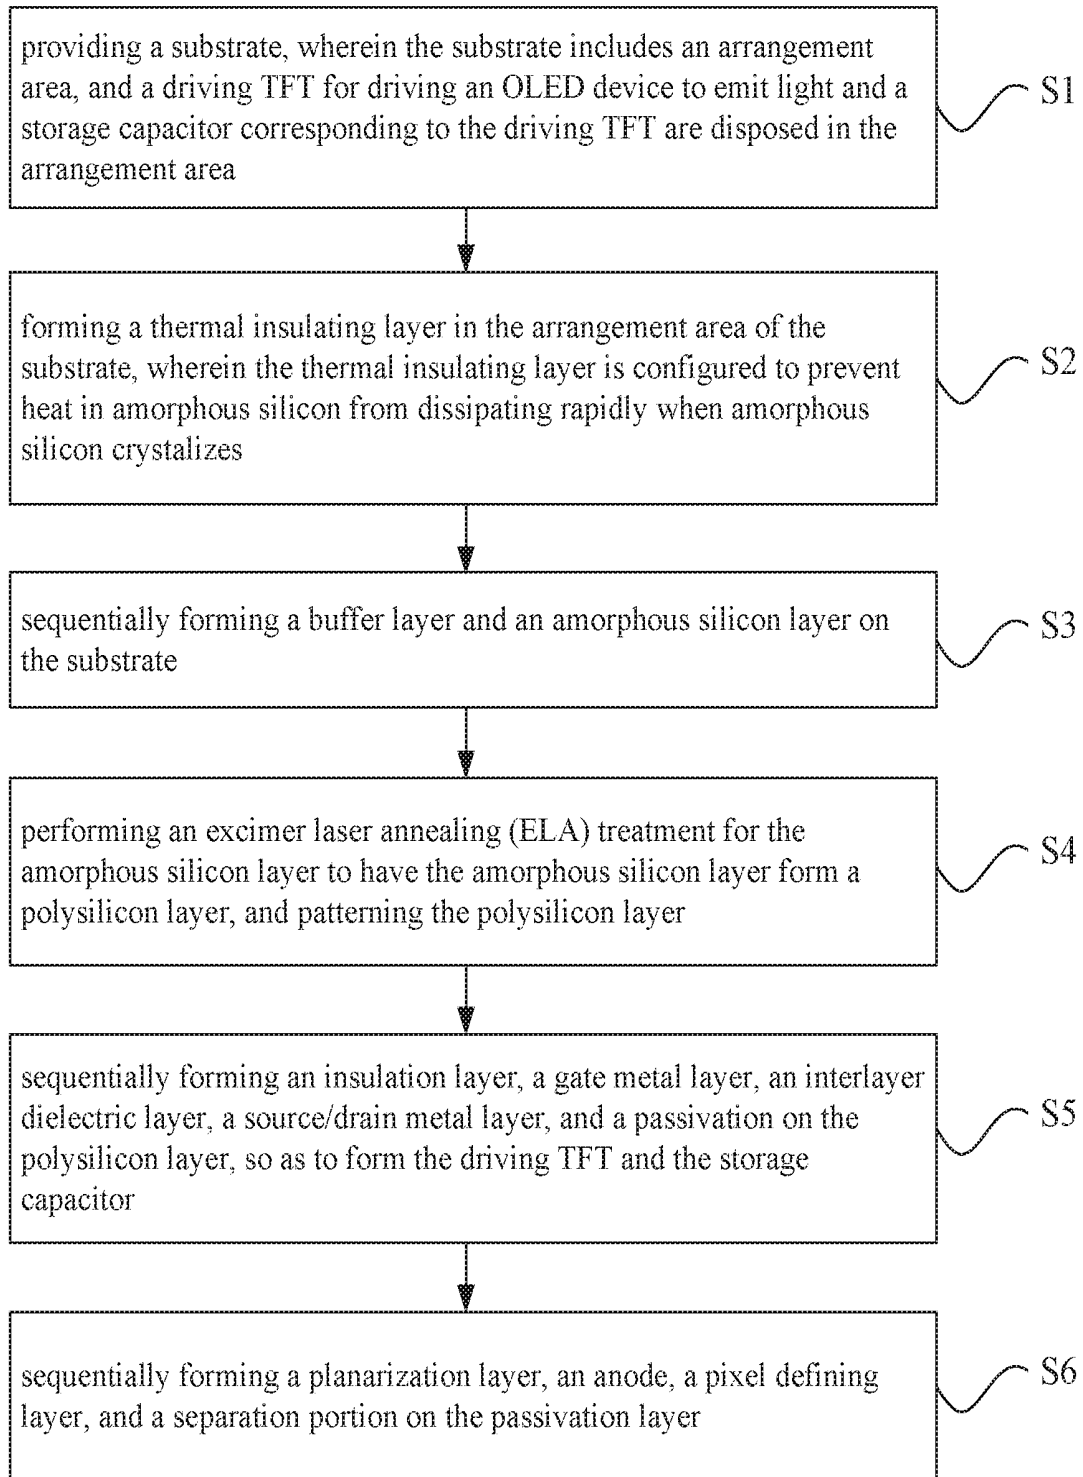 providing a substrate, wherein the substrate includes an arrangement
area, and a driving TFT for driving an OLED device to emit light and a
storage capacitor corresponding to the driving TFT are disposed in the
arrangement area
S1
forming a thermal insulating layer in the arrangement area of the
substrate, wherein the thermal insulating layer is configured to prevent
heat in amorphous silicon from dissipating rapidly when amorphous
silicon crystalizes
S2
sequentially forming a buffer layer and an amorphous silicon layer on
the substrate
S3
performing an excimer laser annealing (ELA) treatment for the
amorphous silicon layer to have the amorphous silicon layer form a
polysilicon layer, and patterning the polysilicon layer
S4
sequentially forming an insulation layer, a gate metal layer, an interlayer
dielectric layer, a source/drain metal layer, and a passivation on the
polysilicon layer, so as to form the driving TFT and the storage
capacitor
S5
sequentially forming a planarization layer, an anode, a pixel defining
layer, and a separation portion on the passivation layer
S6